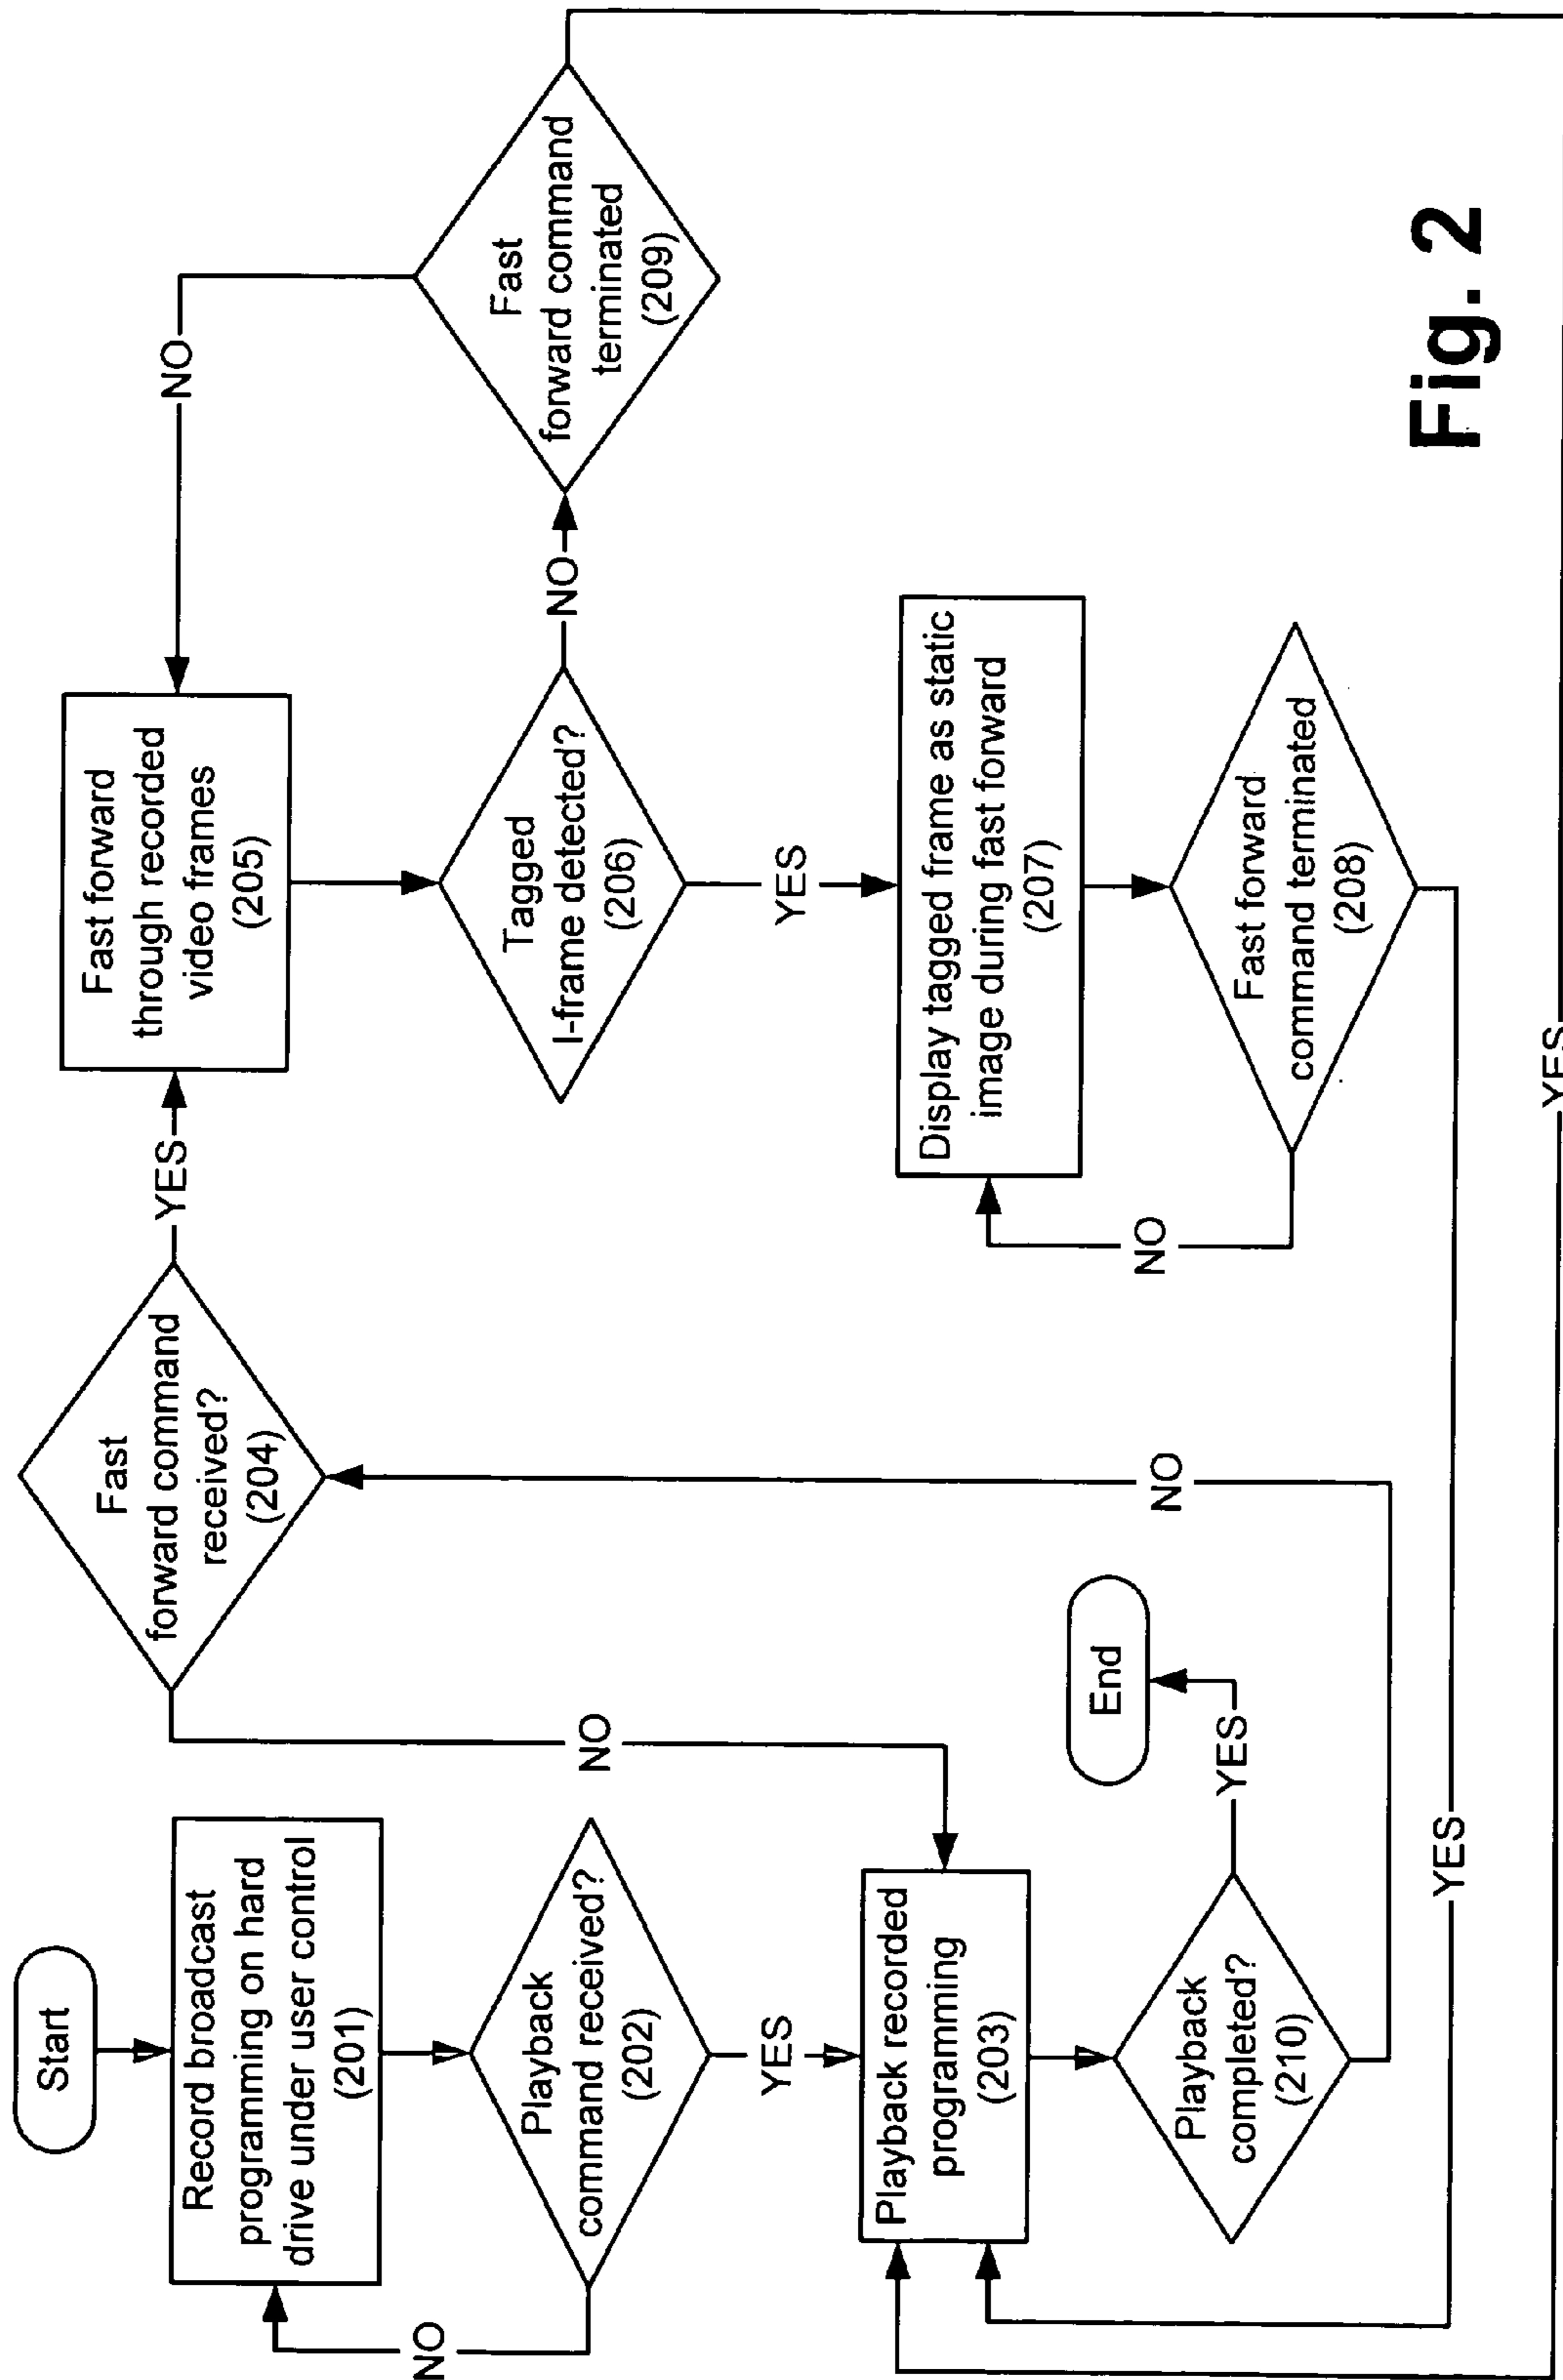 Start
Record broadcast
programming on hard
drive under user control
(201)
NO
Playback
command received?
(202)
YES
Playback recorded
programming
(203)
Playback
completed?
(210)
YES
End
NO
Fast
forward command
received?
(204)
NO
YES
Fast forward
through recorded
video frames
(205)
Tagged
I-frame detected?
(206)
NO
YES
Display tagged frame as static
image during fast forward
(207)
Fast forward
command terminated
(208)
NO
YES
Fast
forward command
terminated
(209)
NO
YES
Fig. 2